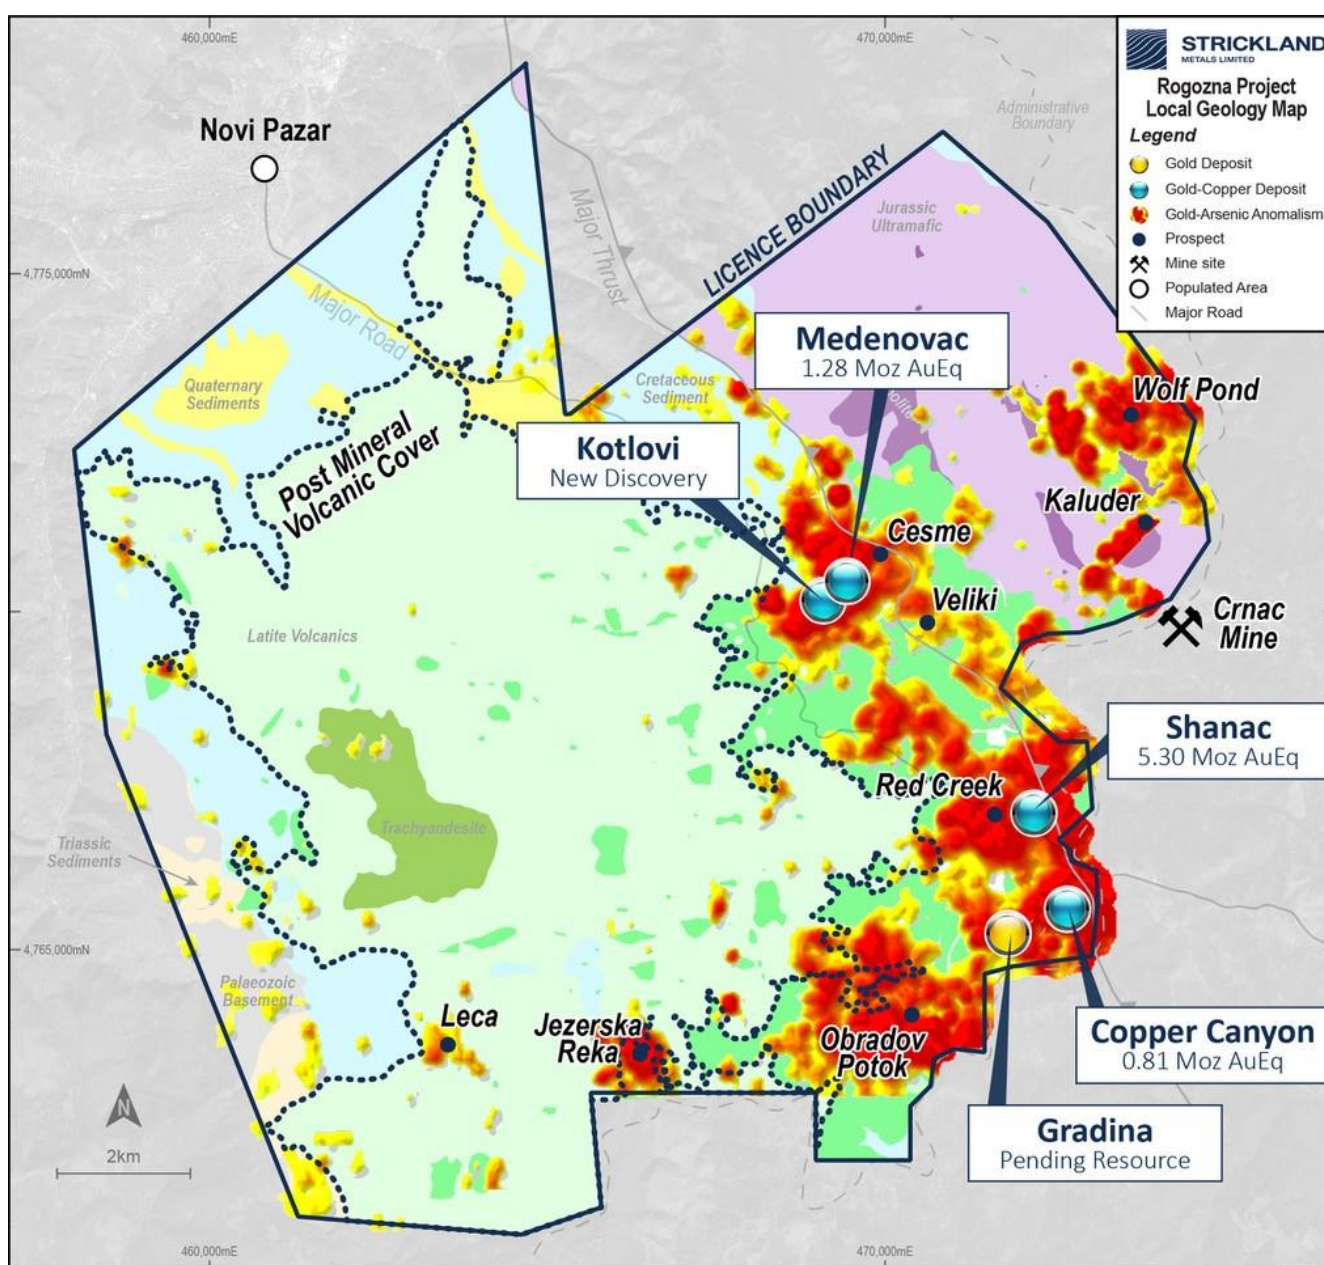 460,000mE
470,000mE
STRICKLAND
METALS LIMITED
Rogozna Project
Local Geology Map
Legend
Gold Deposit
Gold-Copper Deposit
Gold-Arsenic Anomalism
Prospect
Mine site
Populated Area
Major Road
Administrative
Boundary
Novi Pazar
LICENCE BOUNDARY
Major Thrust
Jurassic
Ultramafic
4,775,000mN
Major Road
Medenovac
1.28 Moz AuEq
Quaternary
Sediments
Cretaceous
Sediment
Wolf Pond
Post Mineral
Volcanic Cover
Kotlovi
New Discovery
Kaluder
Cesme
Veliki
Crnac
Mine
Latite Volcanics
Shanac
5.30 Moz AuEq
Red Creek
Trachyandesite
Triassic
Sediments
4,765,000mN
Palaeozoic
Basement
Leca
Jezerska
Reka
Obradov
Potok
Copper Canyon
0.81 Moz AuEq
N
2km
Gradina
Pending Resource
460,000mE
470,000mE